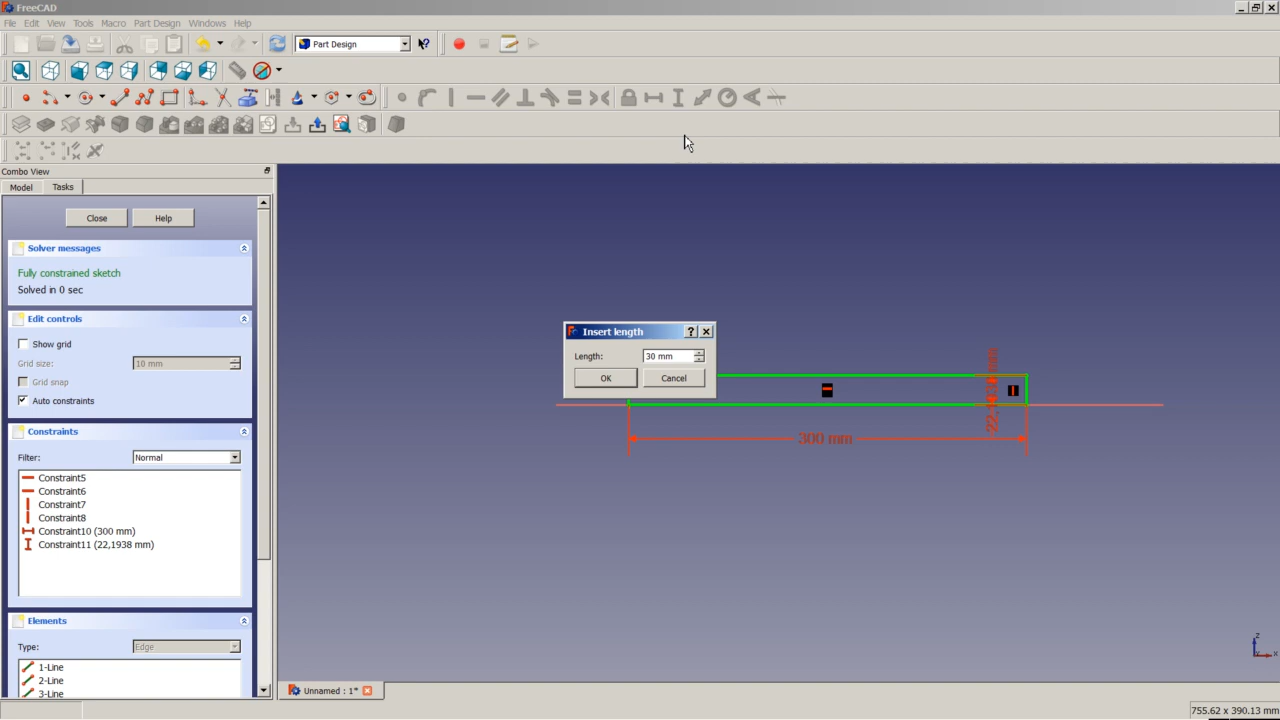 FreeCAD
File Edit View Tools Macro Part Design Windows Help
Part Design
Combo View
Model Tasks
Close Help
Solver messages
Fully constrained sketch
Solved in 0 sec
Edit controls
Show grid
Grid size: 10 mm
Grid snap
Auto constraints
Constraints
Filter: Normal
Constraint5
Constraint6
Constraint7
Constraint8
Constraint10 (300 mm)
Constraint11 (22,1938 mm)
Elements
Type: Edge
1-Line
2-Line
3-Line
Insert length
Length: 30 mm
OK Cancel
300 mm
z
x
Unnamed : 1*
755.62 x 390.13 mm